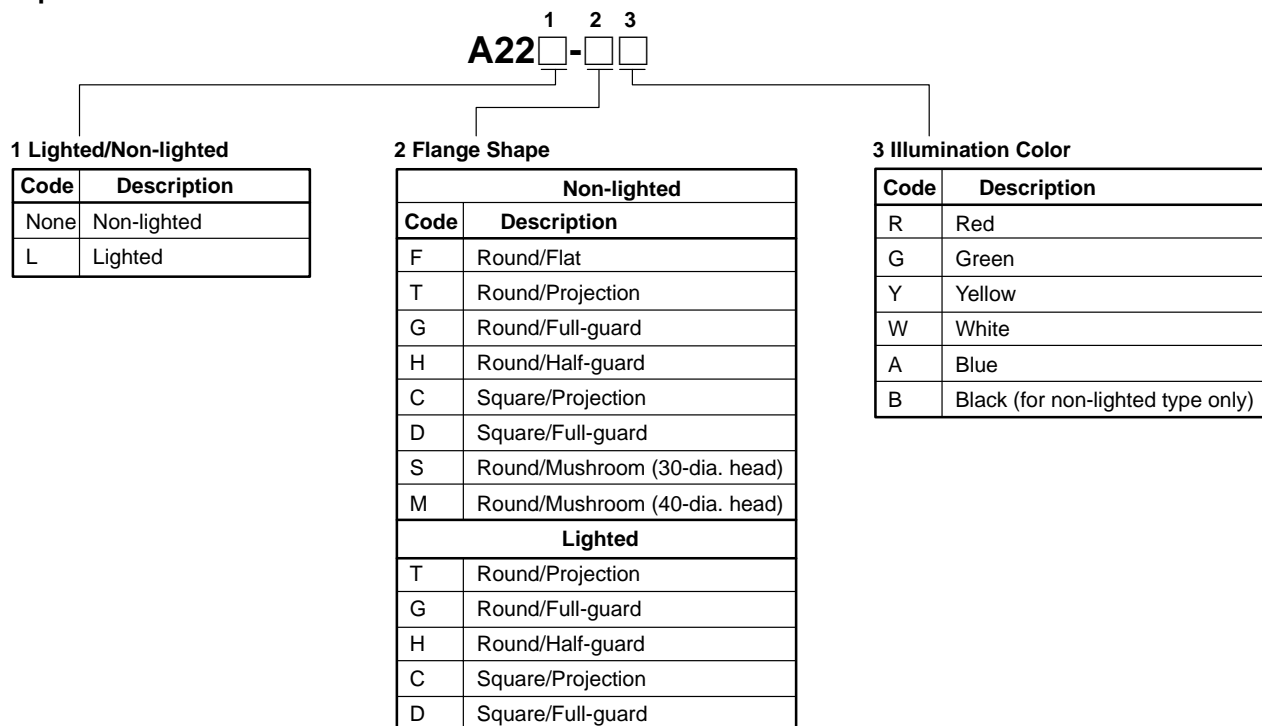 1 2 3
A22□-□□
1 Lighted/Non-lighted
Code Description
None Non-lighted
L Lighted
2 Flange Shape
Non-lighted
Code Description
F Round/Flat
T Round/Projection
G Round/Full-guard
H Round/Half-guard
C Square/Projection
D Square/Full-guard
S Round/Mushroom (30-dia. head)
M Round/Mushroom (40-dia. head)
Lighted
T Round/Projection
G Round/Full-guard
H Round/Half-guard
C Square/Projection
D Square/Full-guard
3 Illumination Color
Code Description
R Red
G Green
Y Yellow
W White
A Blue
B Black (for non-lighted type only)